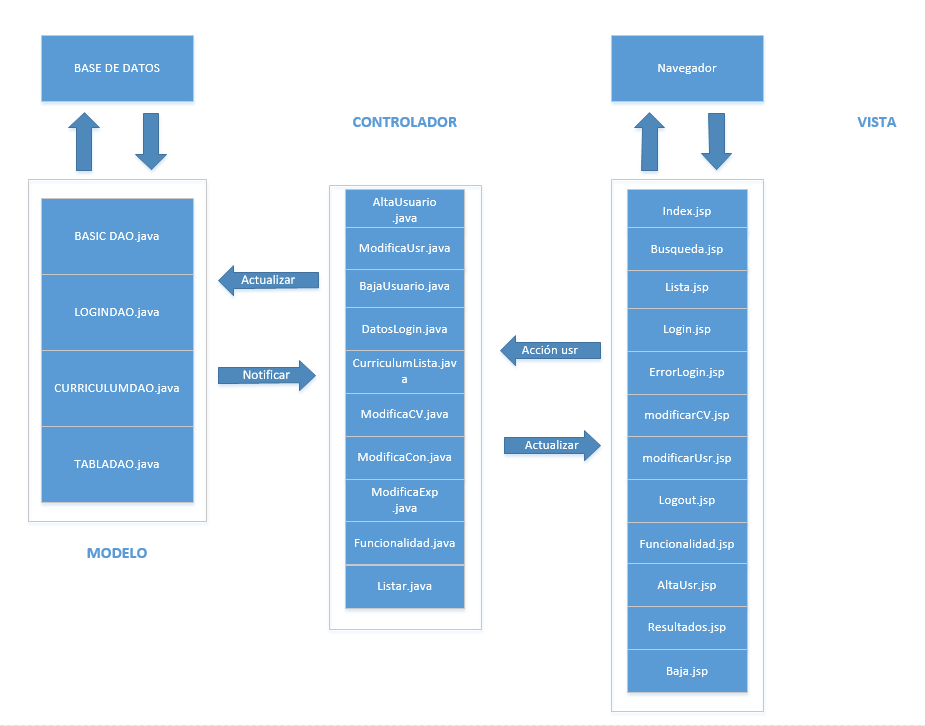 BASE DE DATOS
Navegador
CONTROLADOR
VISTA
BASIC DAO.java
LOGINDAO.java
CURRICULUMDAO.java
TABLADAO.java
MODELO
Actualizar
Notificar
AltaUsuario
.java
ModificaUsr.java
BajaUsuario.java
DatosLogin.java
CurriculumLista.jav
a
ModificaCV.java
ModificaCon.java
ModificaExp
.java
Funcionalidad.java
Listar.java
Acción usr
Actualizar
Index.jsp
Busqueda.jsp
Lista.jsp
Login.jsp
ErrorLogin.jsp
modificarCV.jsp
modificarUsr.jsp
Logout.jsp
Funcionalidad.jsp
AltaUsr.jsp
Resultados.jsp
Baja.jsp